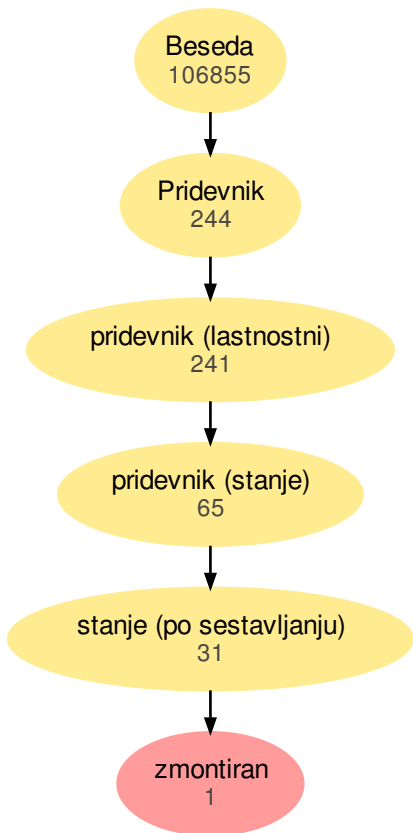 Beseda
106855
Pridevnik
244
pridevnik (lastnostni)
241
pridevnik (stanje)
65
stanje (po sestavljanju)
31
zmontiran
1